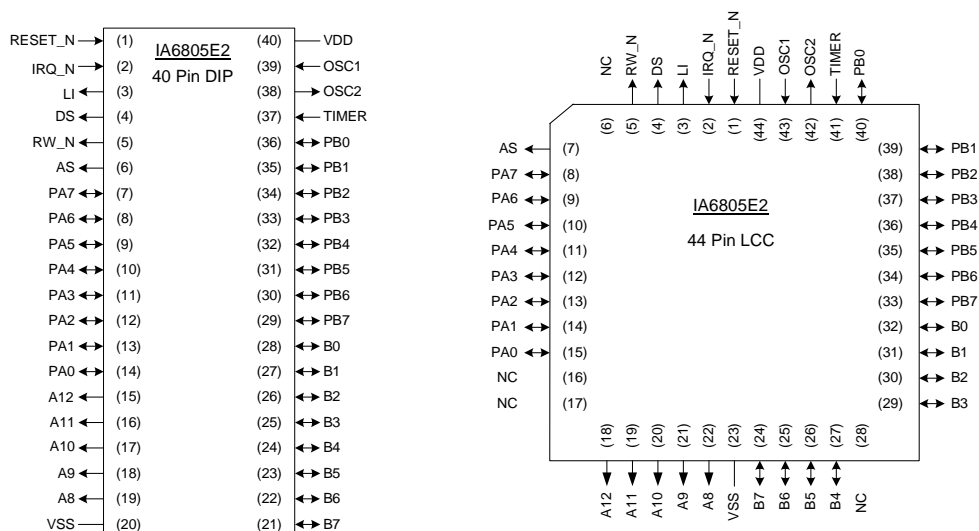 RESET_N (1) IA6805E2 (40) VDD
IRQ_N (2) 40 Pin DIP (39) OSC1
LI (3) (38) OSC2
DS (4) (37) TIMER
RW_N (5) (36) PB0
AS (6) (35) PB1
PA7 (7) (34) PB2
PA6 (8) (33) PB3
PA5 (9) (32) PB4
PA4 (10) (31) PB5
PA3 (11) (30) PB6
PA2 (12) (29) PB7
PA1 (13) (28) B0
PA0 (14) (27) B1
A12 (15) (26) B2
A11 (16) (25) B3
A10 (17) (24) B4
A9 (18) (23) B5
A8 (19) (22) B6
VSS (20) (21) B7
NC RW_N DS LI IRQ_N RESET_N VDD OSC1 OSC2 TIMER PB0
(6) (5) (4) (3) (2) (1) (44) (43) (42) (41) (40)
AS (7) (39) PB1
PA7 (8) (38) PB2
PA6 (9) (37) PB3
IA6805E2
PA5 (10) (36) PB4
44 Pin LCC
PA4 (11) (35) PB5
PA3 (12) (34) PB6
PA2 (13) (33) PB7
PA1 (14) (32) B0
PA0 (15) (31) B1
NC (16) (30) B2
NC (17) (29) B3
(18) (19) (20) (21) (22) (23) (24) (25) (26) (27) (28)
A12 A11 A10 A9 A8 VSS B7 B6 B5 B4 NC